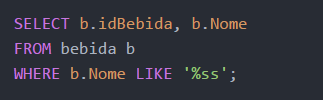 SELECT b.idBebida, b.Nome
FROM bebida b
WHERE b.Nome LIKE '%ss';